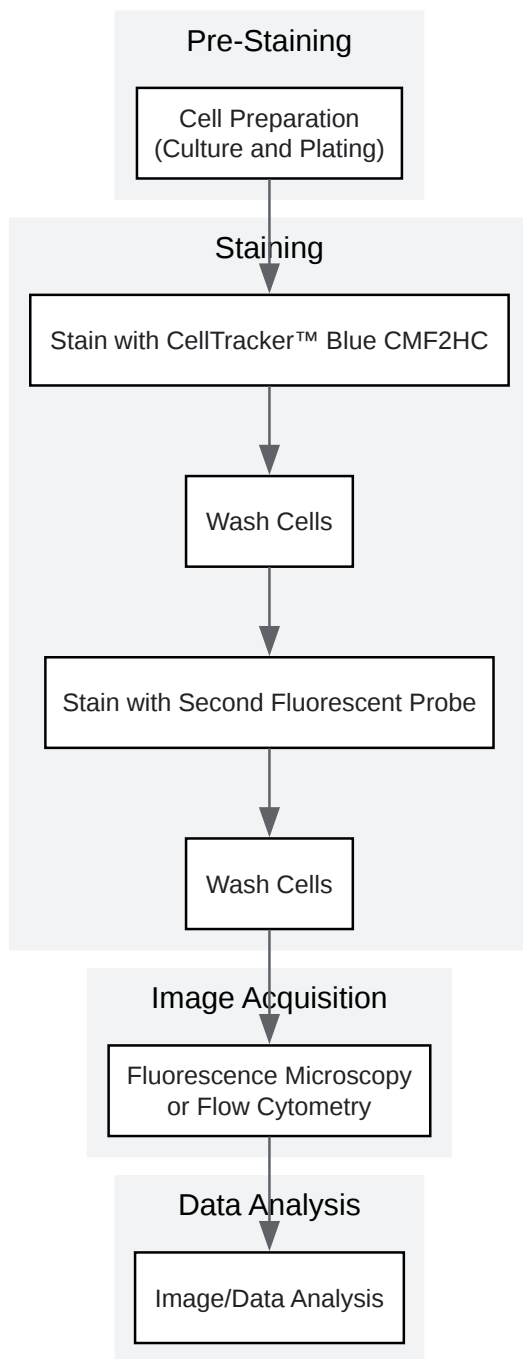 Pre-Staining
Cell Preparation
(Culture and Plating)
Staining
Stain with CellTracker™ Blue CMF2HC
Wash Cells
Stain with Second Fluorescent Probe
Wash Cells
Image Acquisition
Fluorescence Microscopy
or Flow Cytometry
Data Analysis
Image/Data Analysis